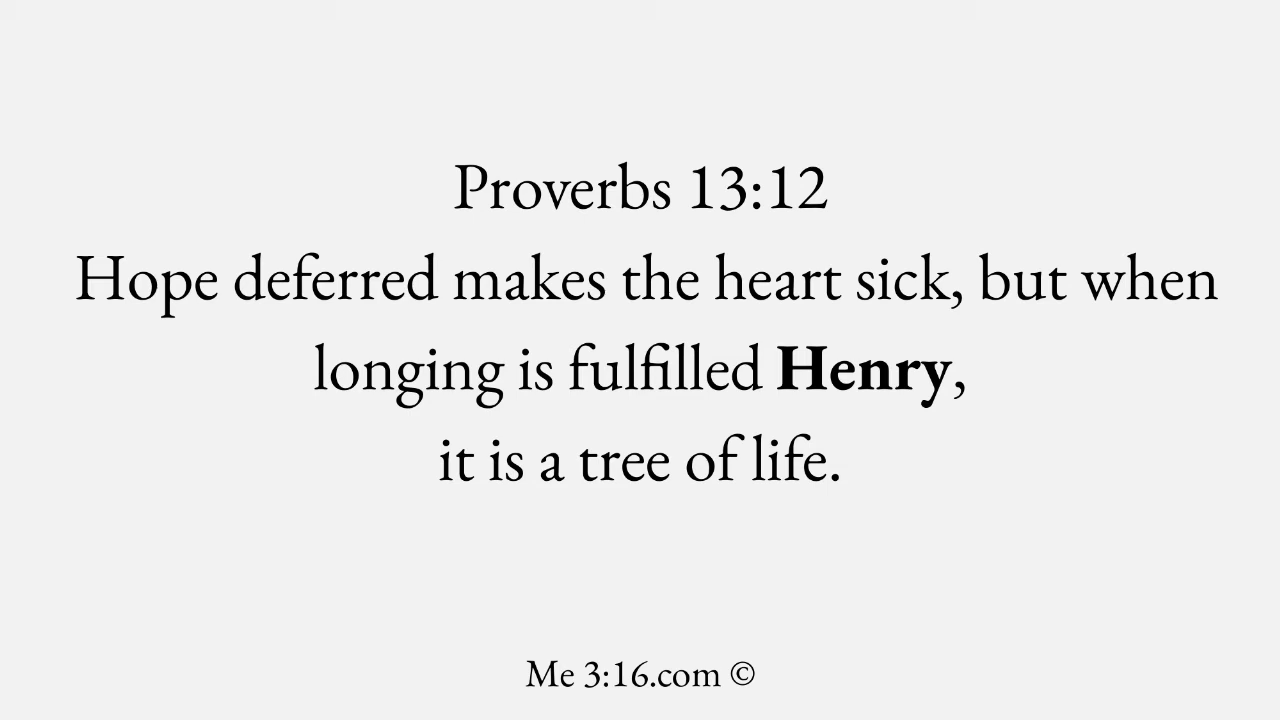 Proverbs 13:12
Hope deferred makes the heart sick, but when
longing is fulfilled Henry,
it is a tree of life.
Me 3:16.com ©